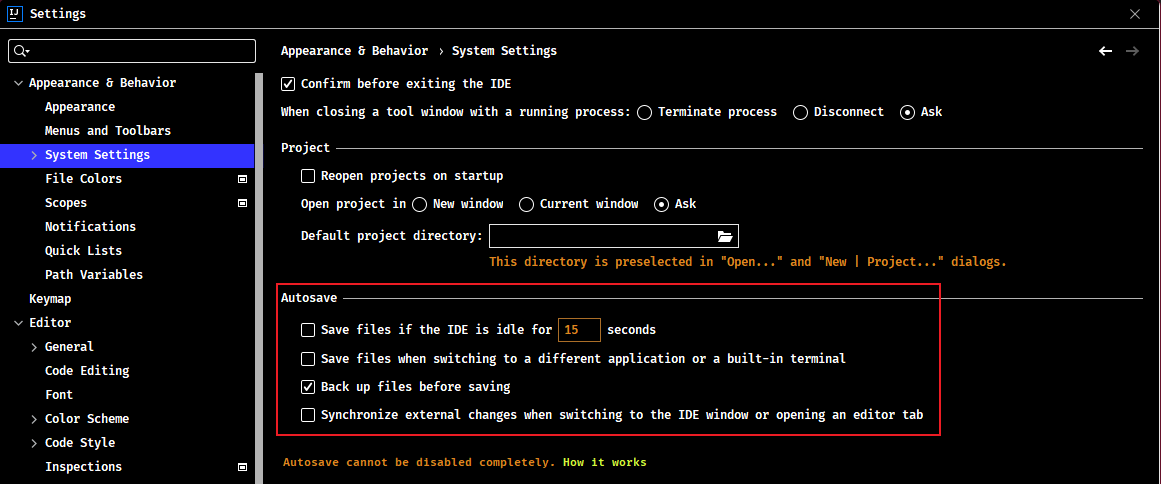 IJ Settings
Appearance & Behavior
Appearance
Menus and Toolbars
System Settings
File Colors
Scopes
Notifications
Quick Lists
Path Variables
Keymap
Editor
General
Code Editing
Font
Color Scheme
Code Style
Inspections
Appearance & Behavior › System Settings
Confirm before exiting the IDE
When closing a tool window with a running process: Terminate process Disconnect Ask
Project
Reopen projects on startup
Open project in New window Current window Ask
Default project directory:
This directory is preselected in "Open..." and "New | Project..." dialogs.
Autosave
Save files if the IDE is idle for 15 seconds
Save files when switching to a different application or a built-in terminal
Back up files before saving
Synchronize external changes when switching to the IDE window or opening an editor tab
Autosave cannot be disabled completely. How it works